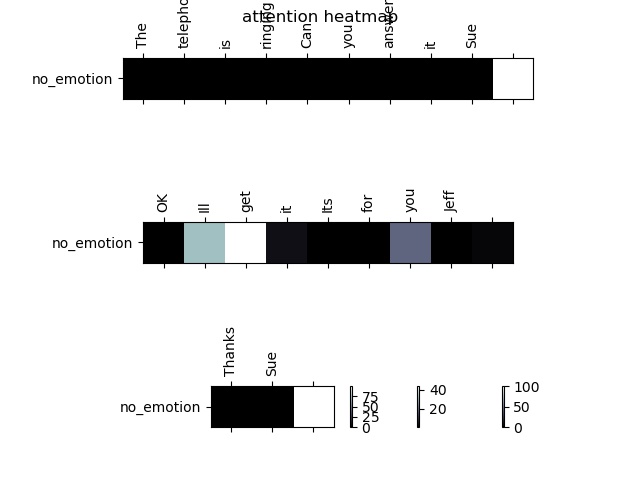 attention heatmap
The telepho is ringing Can you answer it Sue
no_emotion
OK Ill get it Its for you Jeff
no_emotion
Thanks Sue
no_emotion
75 50 25 0
40 20
100 50 0